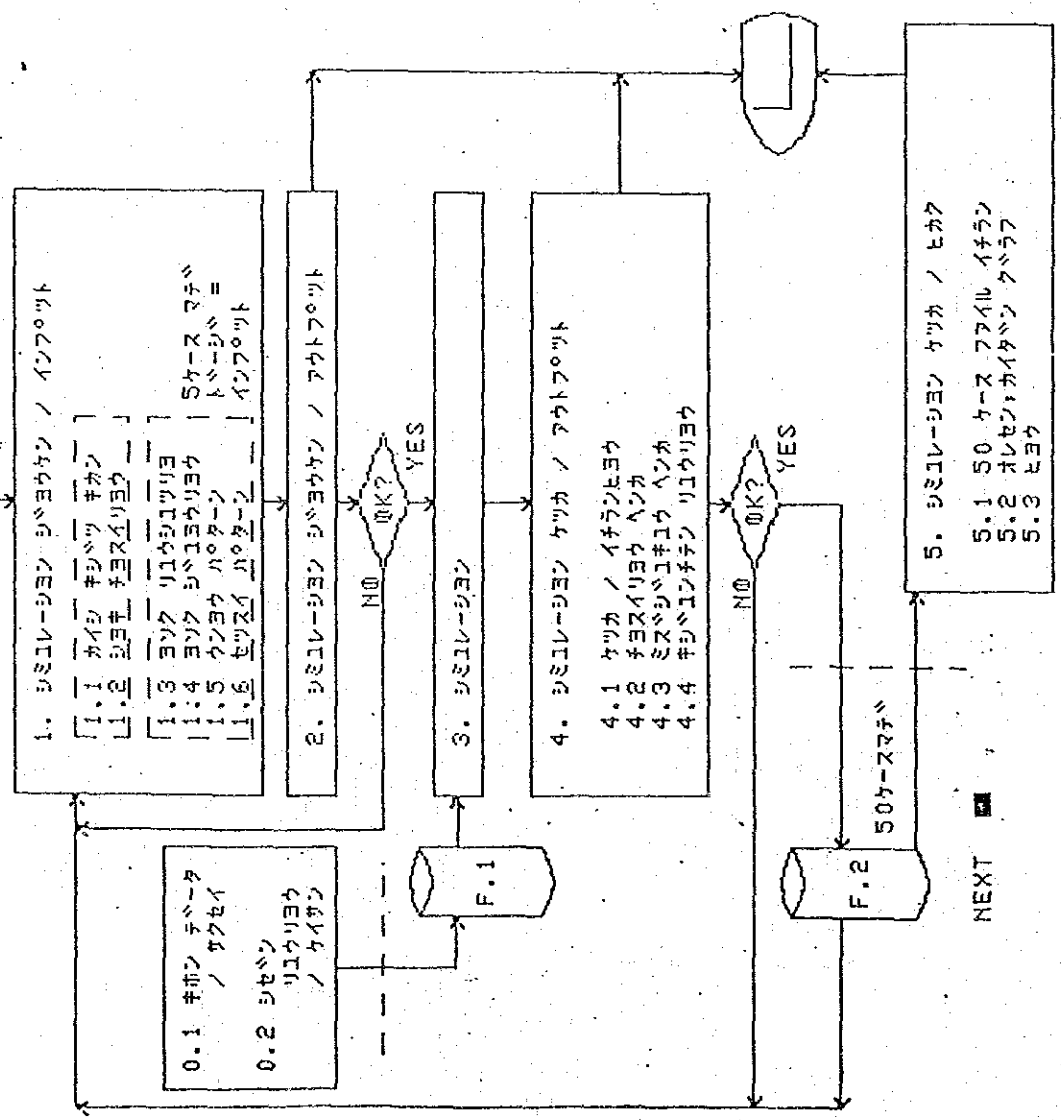 0.1 キホン データ
ノ サクセイ
0.2 シゼン
リユウリヨウ
ノ ケイサン
F.1
1. シミユレーシヨン ジヨウケン ノ インプツト
1.1 カイシ キジツ キカン
1.2 シヨキ チヨスイリヨウ
1.3 ヨソク リユウシユツリヨ
1.4 ヨソク ジユヨウリヨウ
1.5 ウンヨウ パターン
1.6 セツスイ パターン
5ケース マデ
ドージ ニ
インプツト
2. シミユレーシヨン ジヨウケン ノ アウトプツト
OK?
NO
YES
3. シミユレーシヨン
4. シミユレーシヨン ケツカ ノ アウトプツト
4.1 ケツカ ノ イチランヒヨウ
4.2 チヨスイリヨウ ヘンカ
4.3 ミズジユキユウ ヘンカ
4.4 キジユンチテン リユウリヨウ
OK?
NO
YES
F.2
50ケースマデ
5. シミユレーシヨン ケツカ ノ ヒカク
5.1 50 ケース フアイル イチラン
5.2 オレセン,カイダン グラフ
5.3 ヒヨウ
NEXT